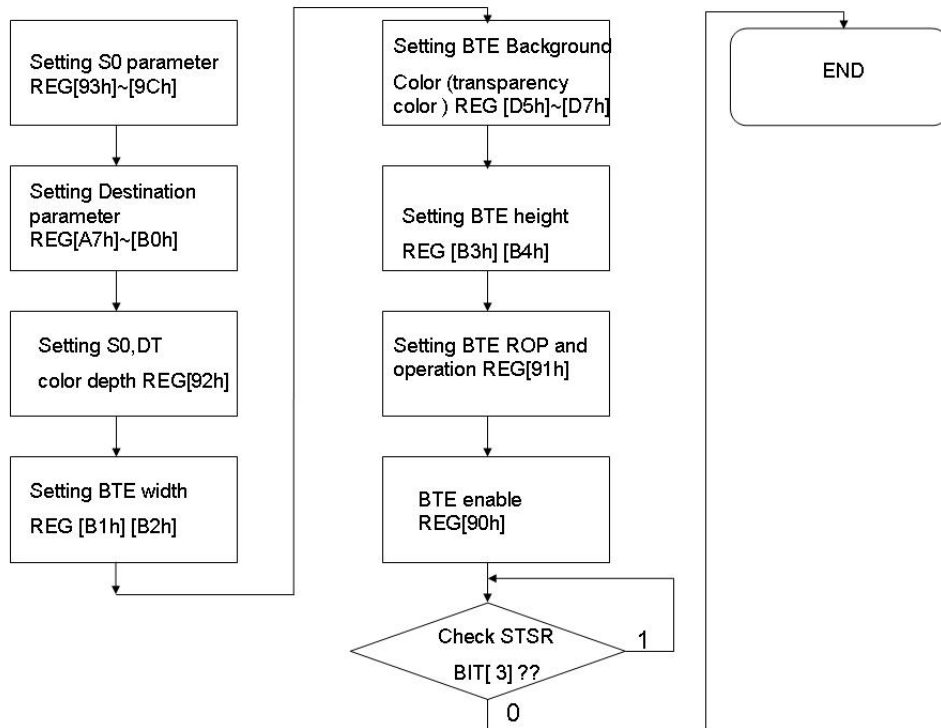 Setting S0 parameter
REG[93h]~[9Ch]
Setting Destination
parameter
REG[A7h]~[B0h]
Setting S0,DT
color depth REG[92h]
Setting BTE width
REG [B1h] [B2h]
Setting BTE Background
Color (transparency
color ) REG [D5h]~[D7h]
Setting BTE height
REG [B3h] [B4h]
Setting BTE ROP and
operation REG[91h]
BTE enable
REG[90h]
Check STSR
BIT[ 3] ??
1
0
END